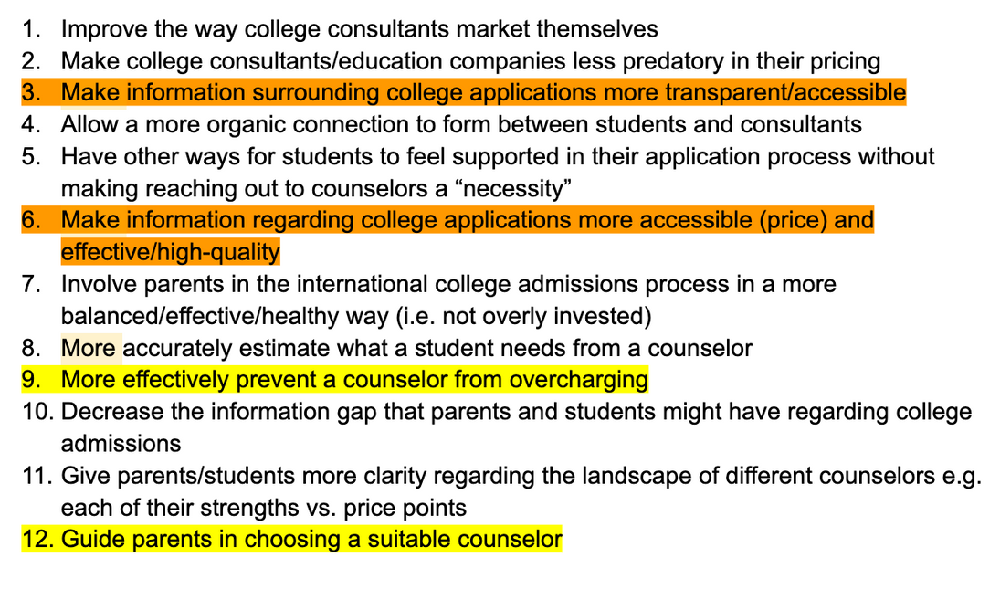 1. Improve the way college consultants market themselves
2. Make college consultants/education companies less predatory in their pricing
3. Make information surrounding college applications more transparent/accessible
4. Allow a more organic connection to form between students and consultants
5. Have other ways for students to feel supported in their application process without
making reaching out to counselors a “necessity”
6. Make information regarding college applications more accessible (price) and
effective/high-quality
7. Involve parents in the international college admissions process in a more
balanced/effective/healthy way (i.e. not overly invested)
8. More accurately estimate what a student needs from a counselor
9. More effectively prevent a counselor from overcharging
10. Decrease the information gap that parents and students might have regarding college
admissions
11. Give parents/students more clarity regarding the landscape of different counselors e.g.
each of their strengths vs. price points
12. Guide parents in choosing a suitable counselor